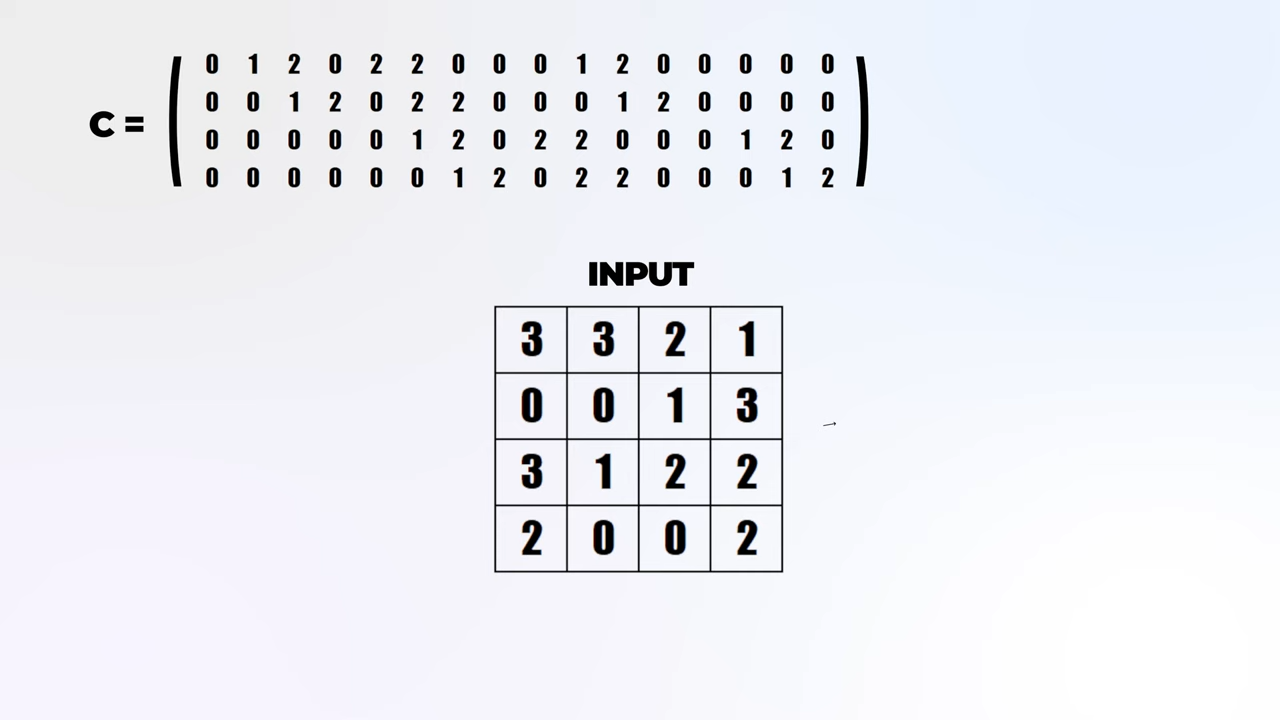 0 1 2 0 2 2 0 0 0 1 2 0 0 0 0 0
0 0 1 2 0 2 2 0 0 0 1 2 0 0 0 0
C =
0 0 0 0 0 1 2 0 2 2 0 0 0 1 2 0
0 0 0 0 0 0 1 2 0 2 2 0 0 0 1 2
INPUT
3 3 2 1
0 0 1 3
3 1 2 2
2 0 0 2